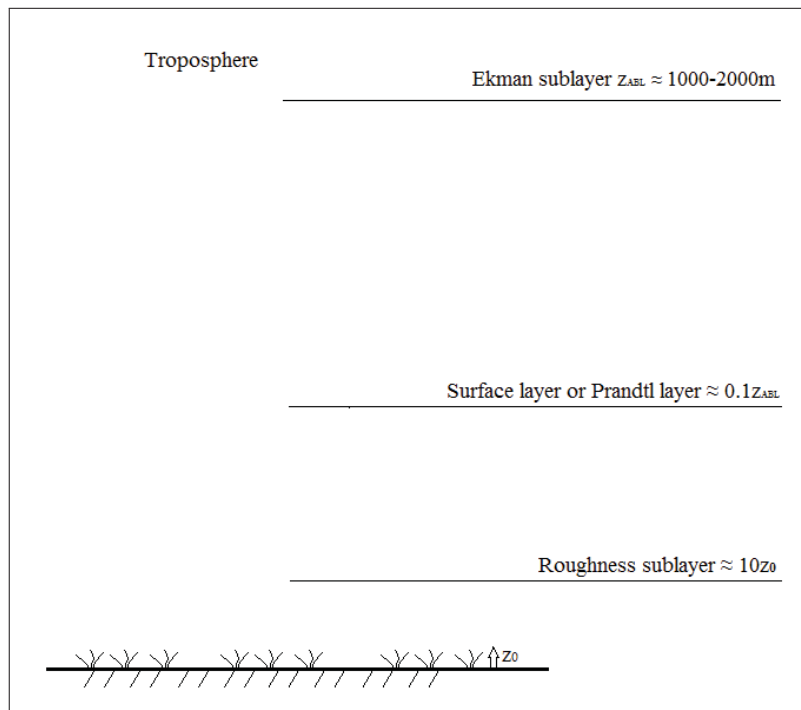 Troposphere
Ekman sublayer zABL ≈ 1000-2000m
Surface layer or Prandtl layer ≈ 0.1zABL
Roughness sublayer ≈ 10z0
z0